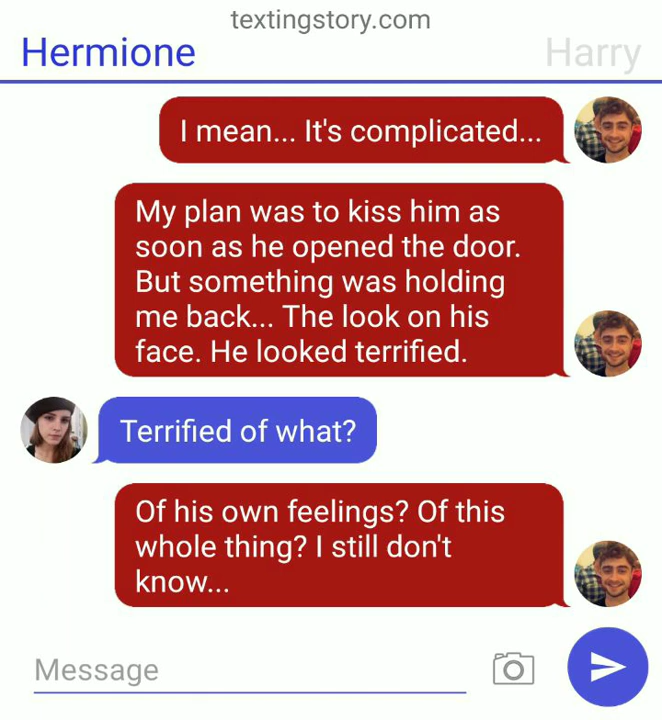 textingstory.com
Hermione
Harry
I mean... It's complicated...
My plan was to kiss him as
soon as he opened the door.
But something was holding
me back... The look on his
face. He looked terrified.
Terrified of what?
Of his own feelings? Of this
whole thing? I still don't
know...
Message